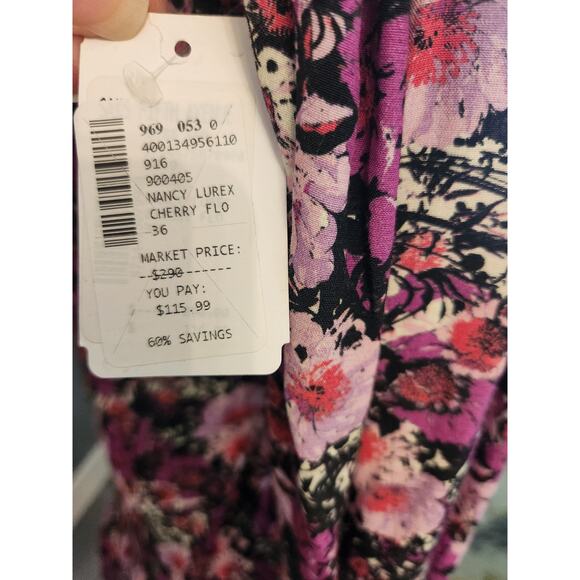 969 053 0
400134956110
916
900405
NANCY LUREX
CHERRY FLO
36
MARKET PRICE:
--$290------
YOU PAY:
$115.99
60% SAVINGS